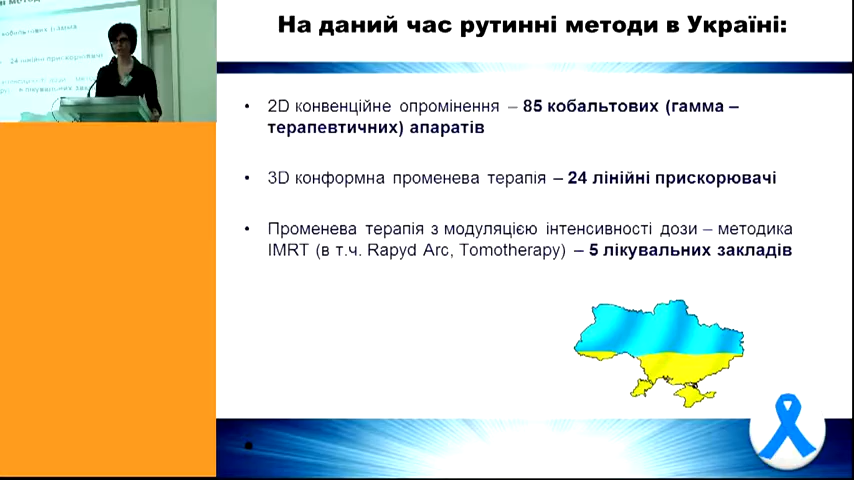 На даний час рутинні методи в Україні:
• 2D конвенційне опромінення – 85 кобальтових (гамма –
терапевтичних) апаратів
• 3D конформна променева терапія – 24 лінійні прискорювачі
• Променева терапія з модуляцією інтенсивності дози – методика
IMRT (в т.ч. Rapyd Arc, Tomotherapy) – 5 лікувальних закладів